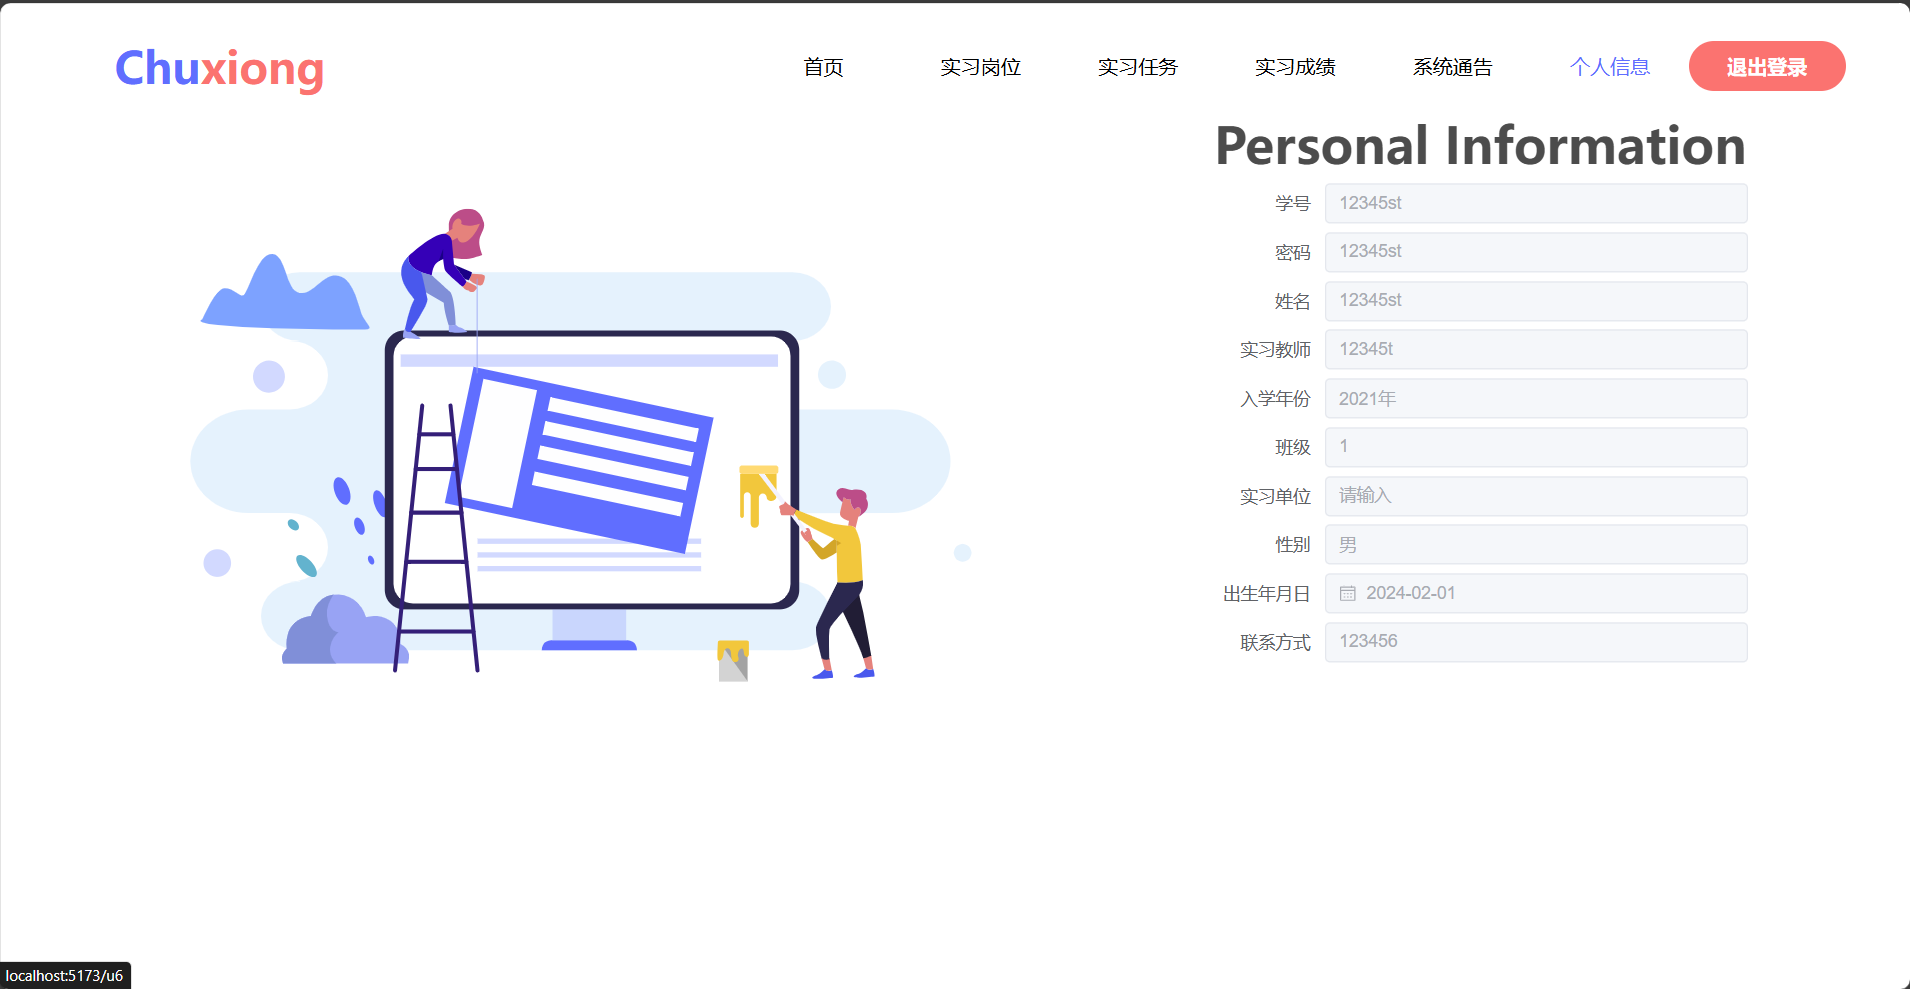 Chuxiong
首页 实习岗位 实习任务 实习成绩 系统通告 个人信息 退出登录
Personal Information
学号 12345st
密码 12345st
姓名 12345st
实习教师 12345t
入学年份 2021年
班级 1
实习单位 请输入
性别 男
出生年月日 2024-02-01
联系方式 123456
localhost:5173/u6